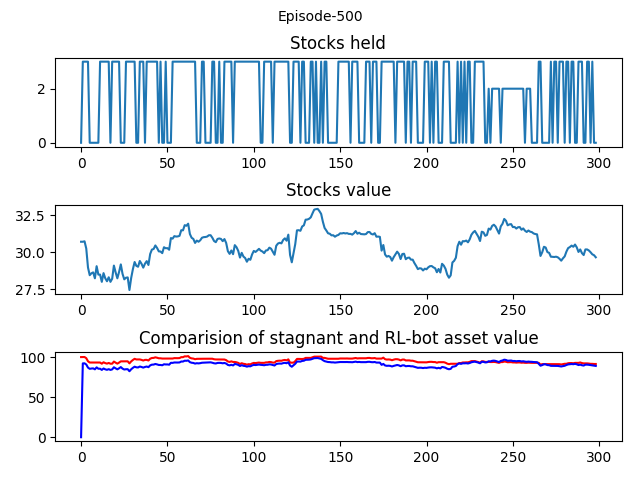 Episode-500
Stocks held
2
0
0 50 100 150 200 250 300
Stocks value
32.5
30.0
27.5
0 50 100 150 200 250 300
Comparision of stagnant and RL-bot asset value
100
50
0
0 50 100 150 200 250 300